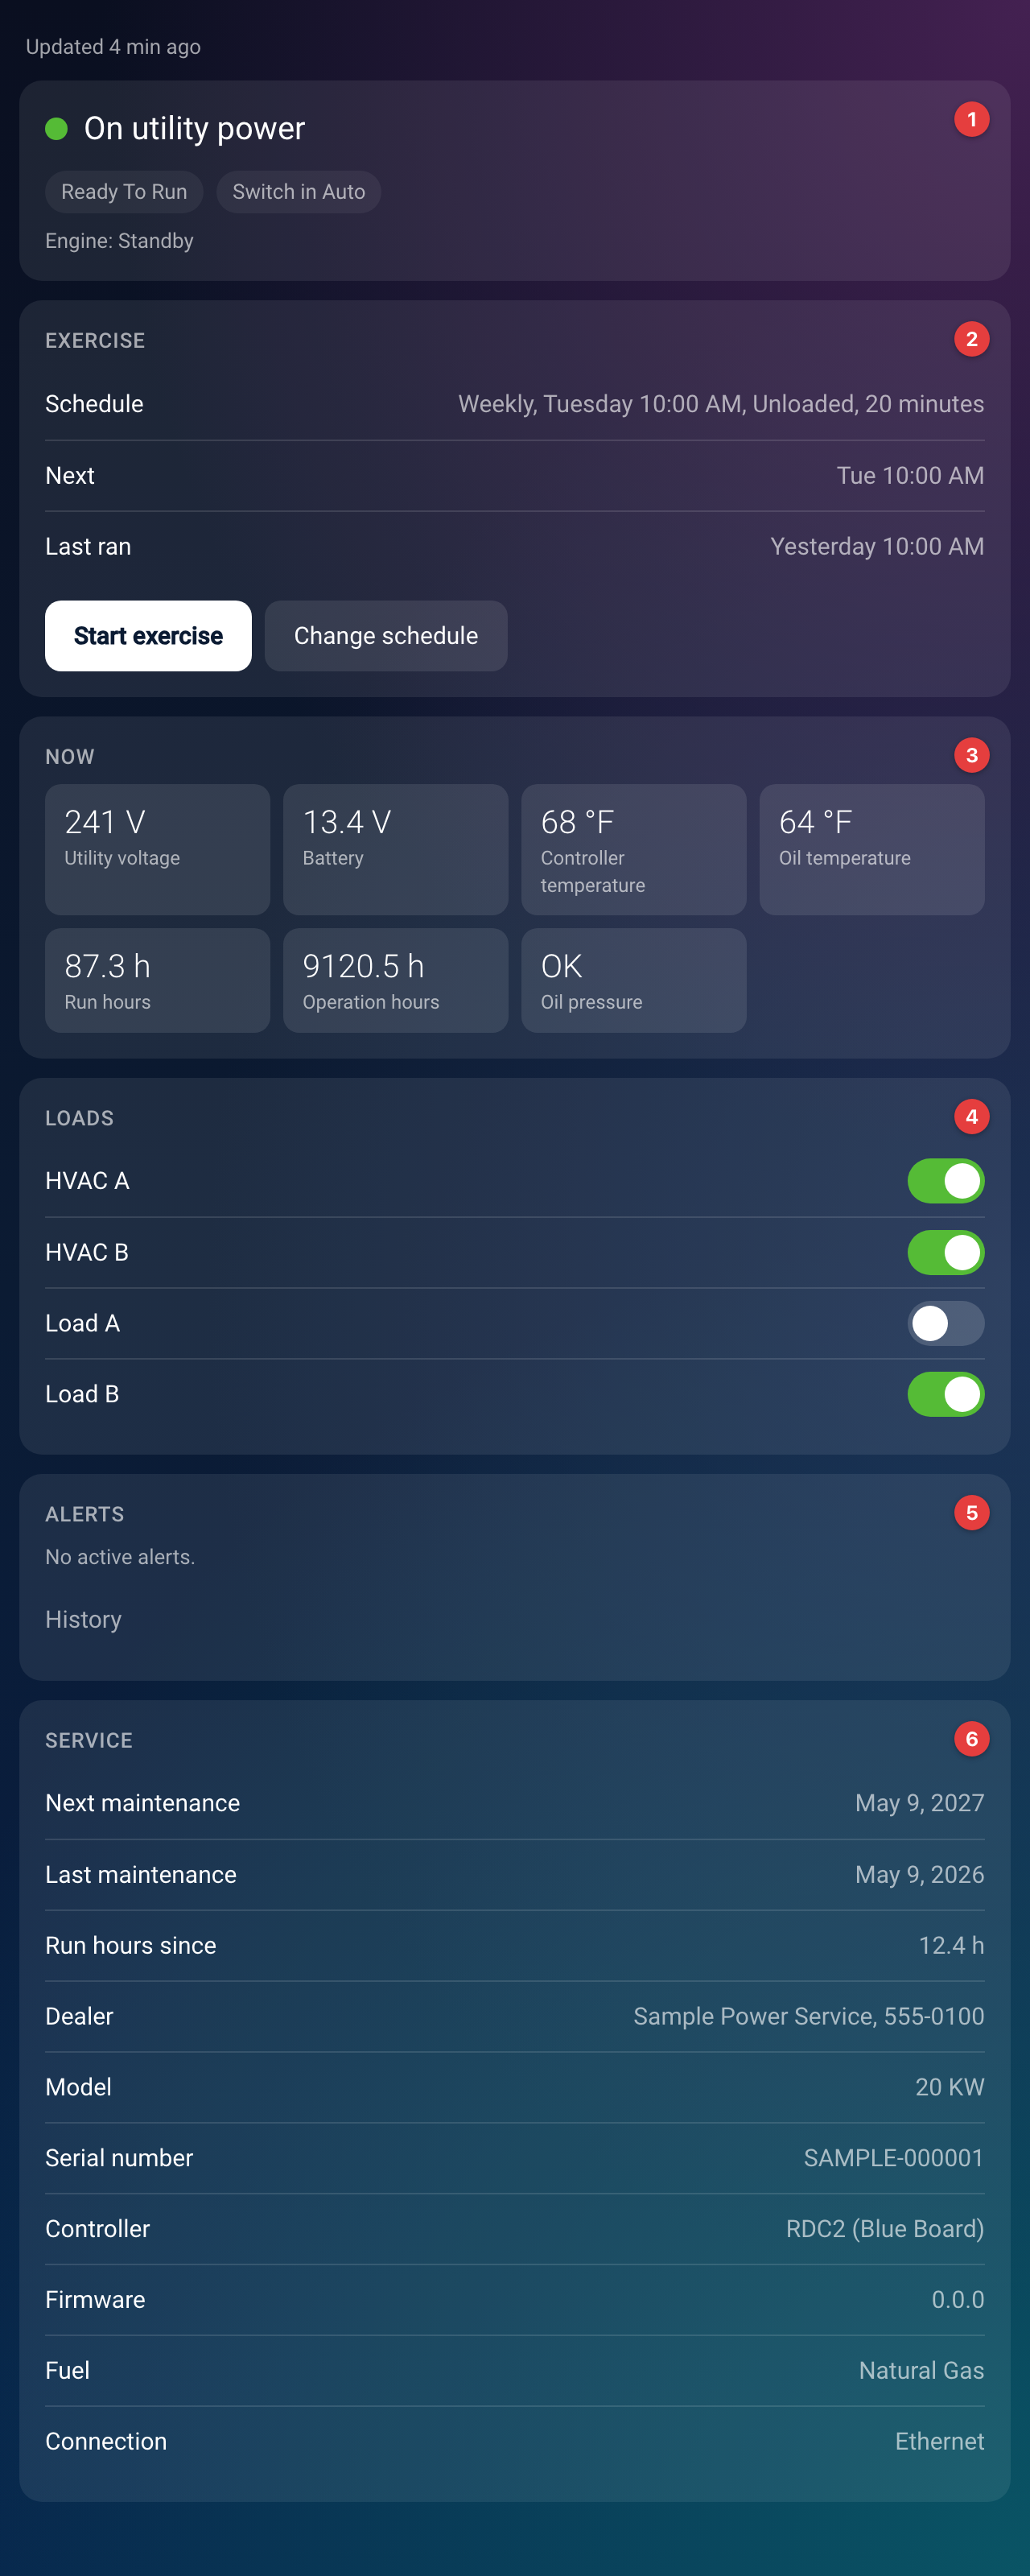 Updated 4 min ago
On utility power
1
Ready To Run
Switch in Auto
Engine: Standby
EXERCISE
2
Schedule
Weekly, Tuesday 10:00 AM, Unloaded, 20 minutes
Next
Tue 10:00 AM
Last ran
Yesterday 10:00 AM
Start exercise
Change schedule
NOW
3
241 V
Utility voltage
13.4 V
Battery
68 °F
Controller
temperature
64 °F
Oil temperature
87.3 h
Run hours
9120.5 h
Operation hours
OK
Oil pressure
LOADS
4
HVAC A
HVAC B
Load A
Load B
ALERTS
5
No active alerts.
History
SERVICE
6
Next maintenance
May 9, 2027
Last maintenance
May 9, 2026
Run hours since
12.4 h
Dealer
Sample Power Service, 555-0100
Model
20 KW
Serial number
SAMPLE-000001
Controller
RDC2 (Blue Board)
Firmware
0.0.0
Fuel
Natural Gas
Connection
Ethernet